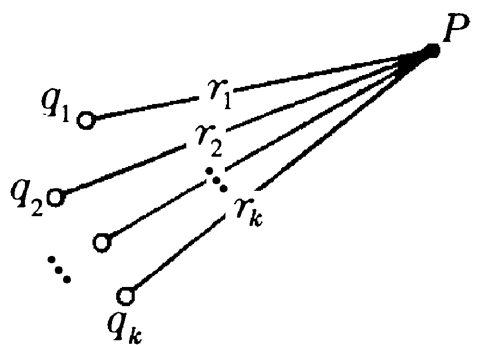 P
q₁
r₁
r₂
q₂
⋱
rₖ
⋱
qₖ